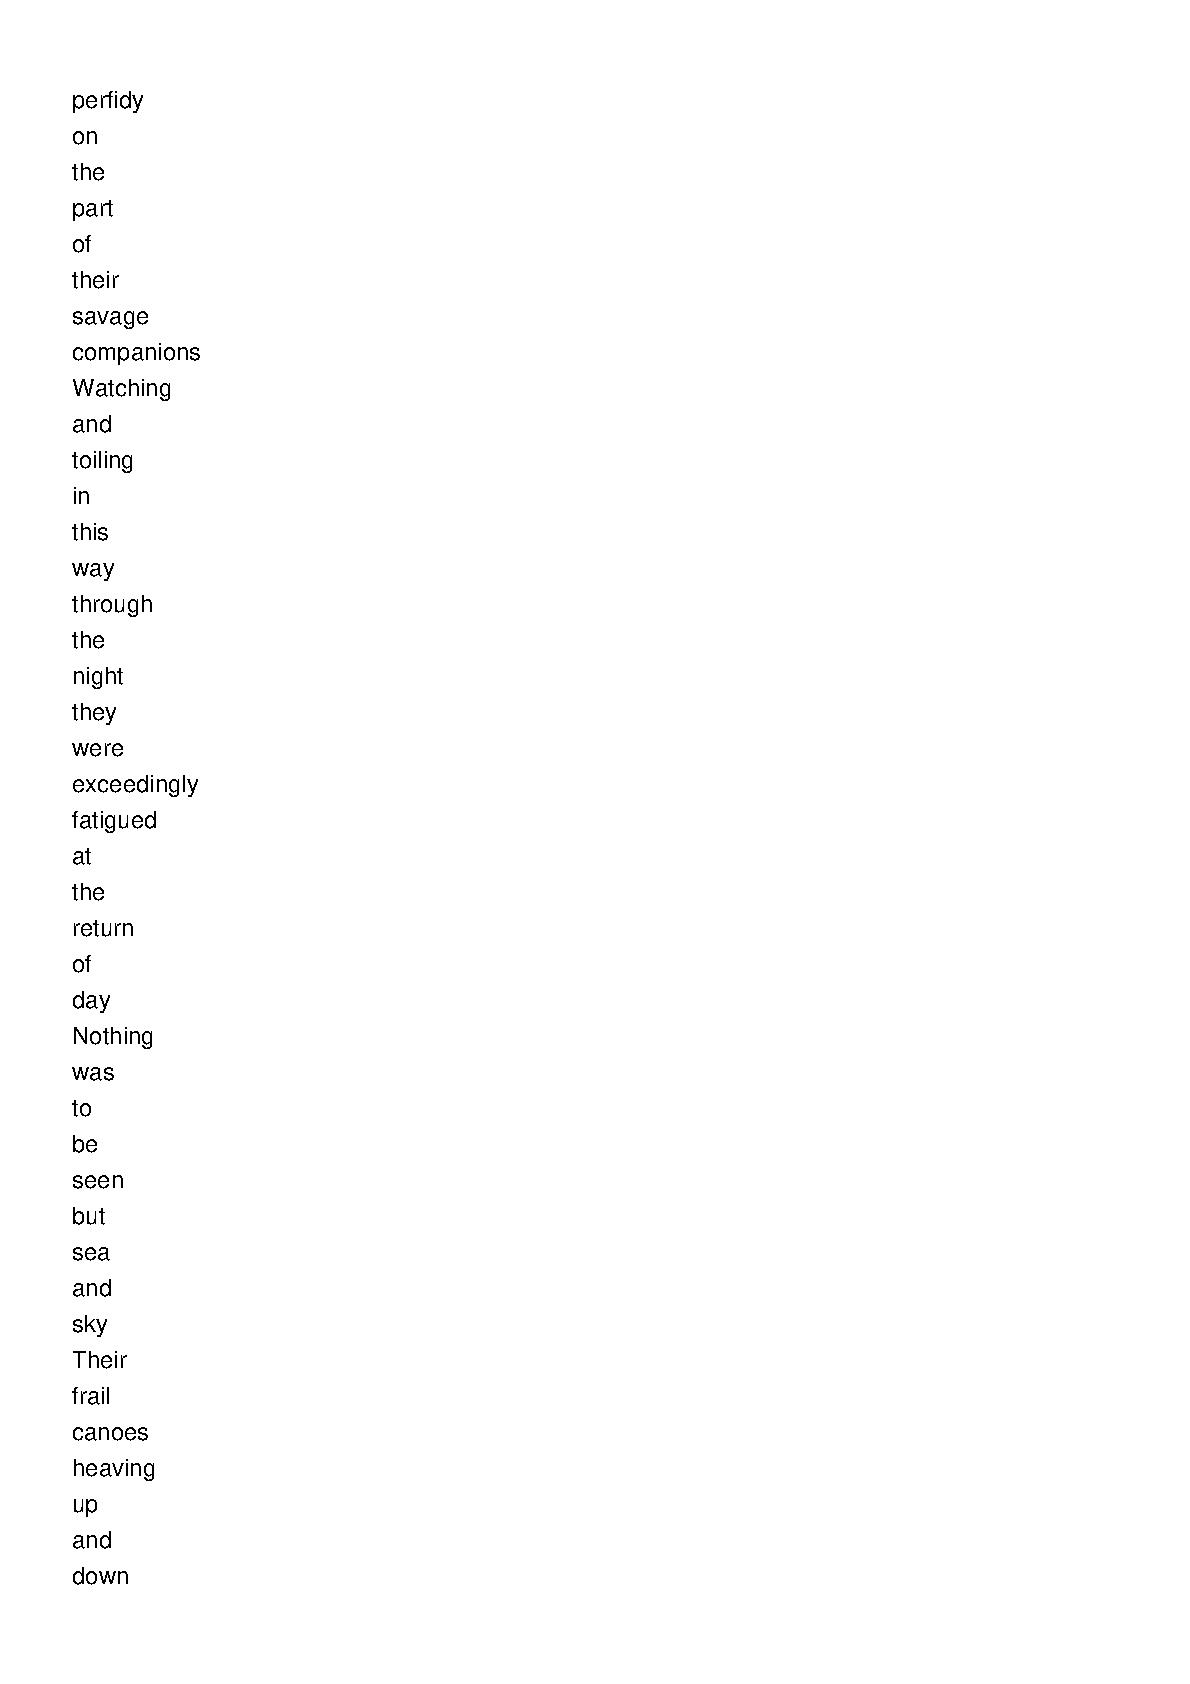 perfidy
on
the
part
of
their
savage
companions
Watching
and
toiling
in
this
way
through
the
night
they
were
exceedingly
fatigued
at
the
return
of
day
Nothing
was
to
be
seen
but
sea
and
sky
Their
frail
canoes
heaving
up
and
down